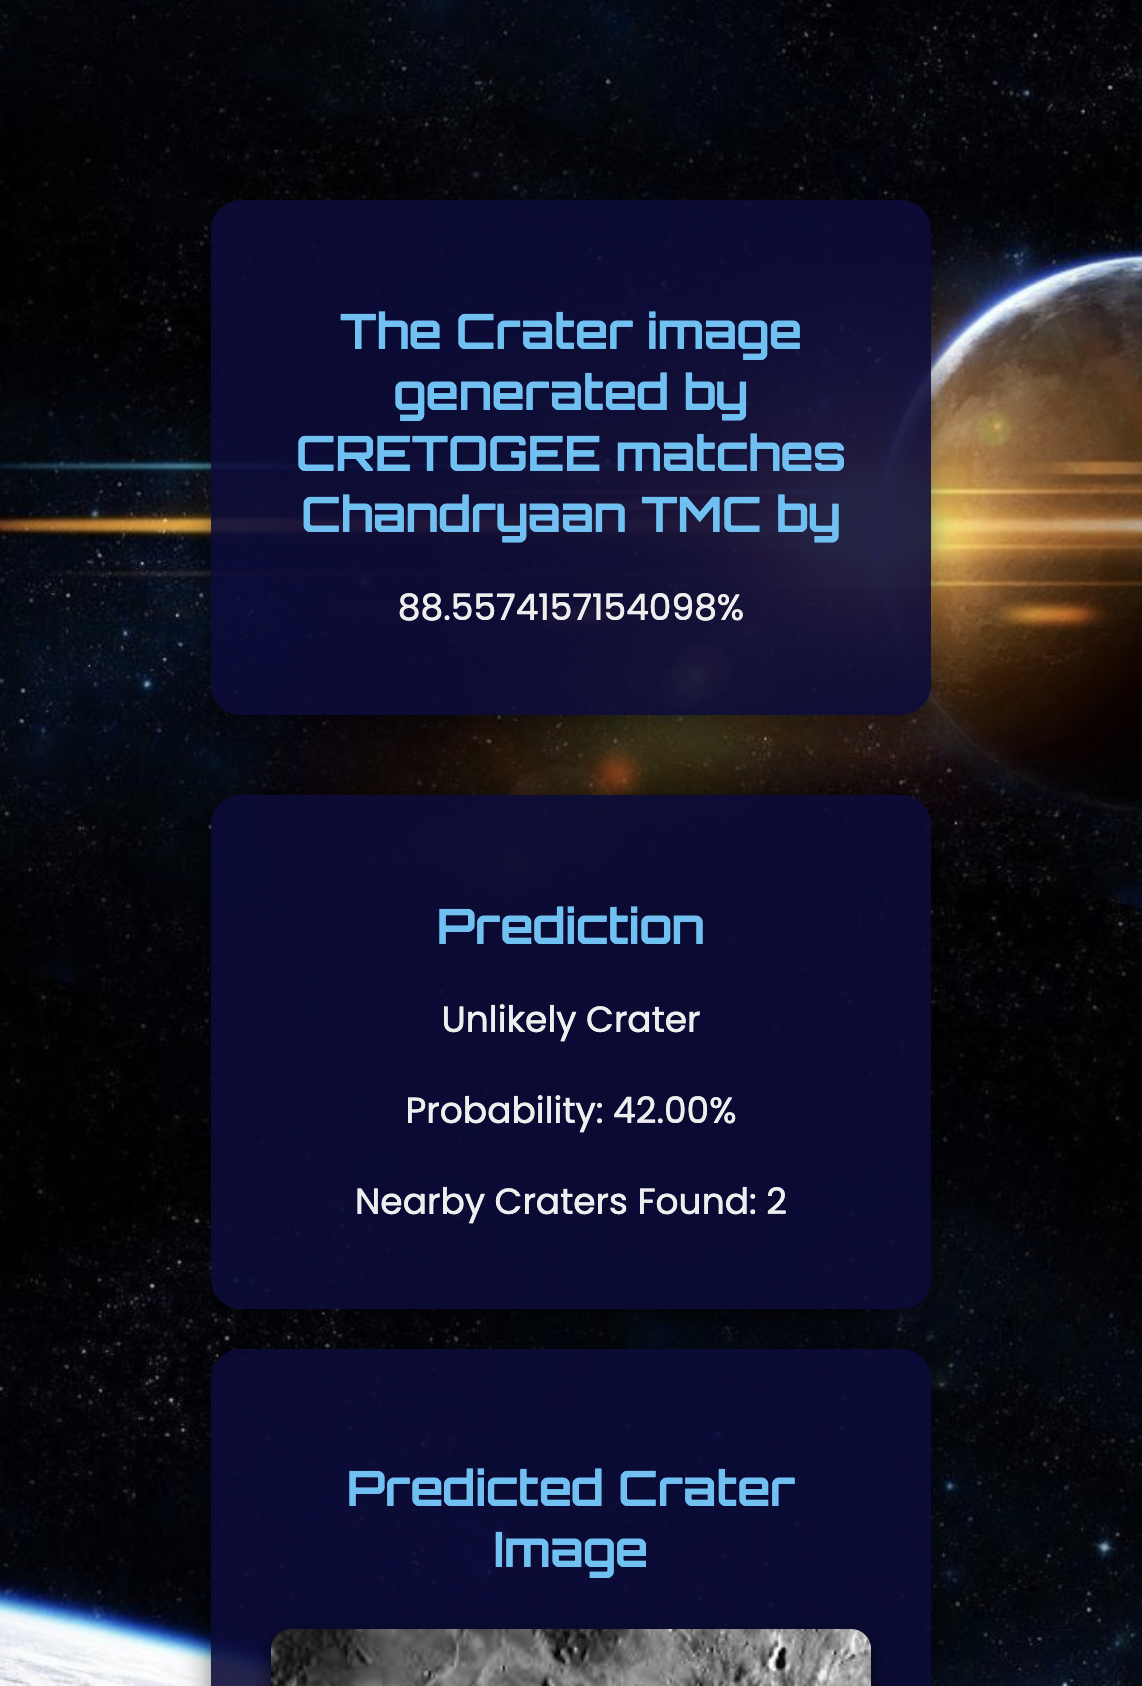 The Crater image
generated by
CRETOGEE matches
Chandryaan TMC by
88.5574157154098%
Prediction
Unlikely Crater
Probability: 42.00%
Nearby Craters Found: 2
Predicted Crater
Image